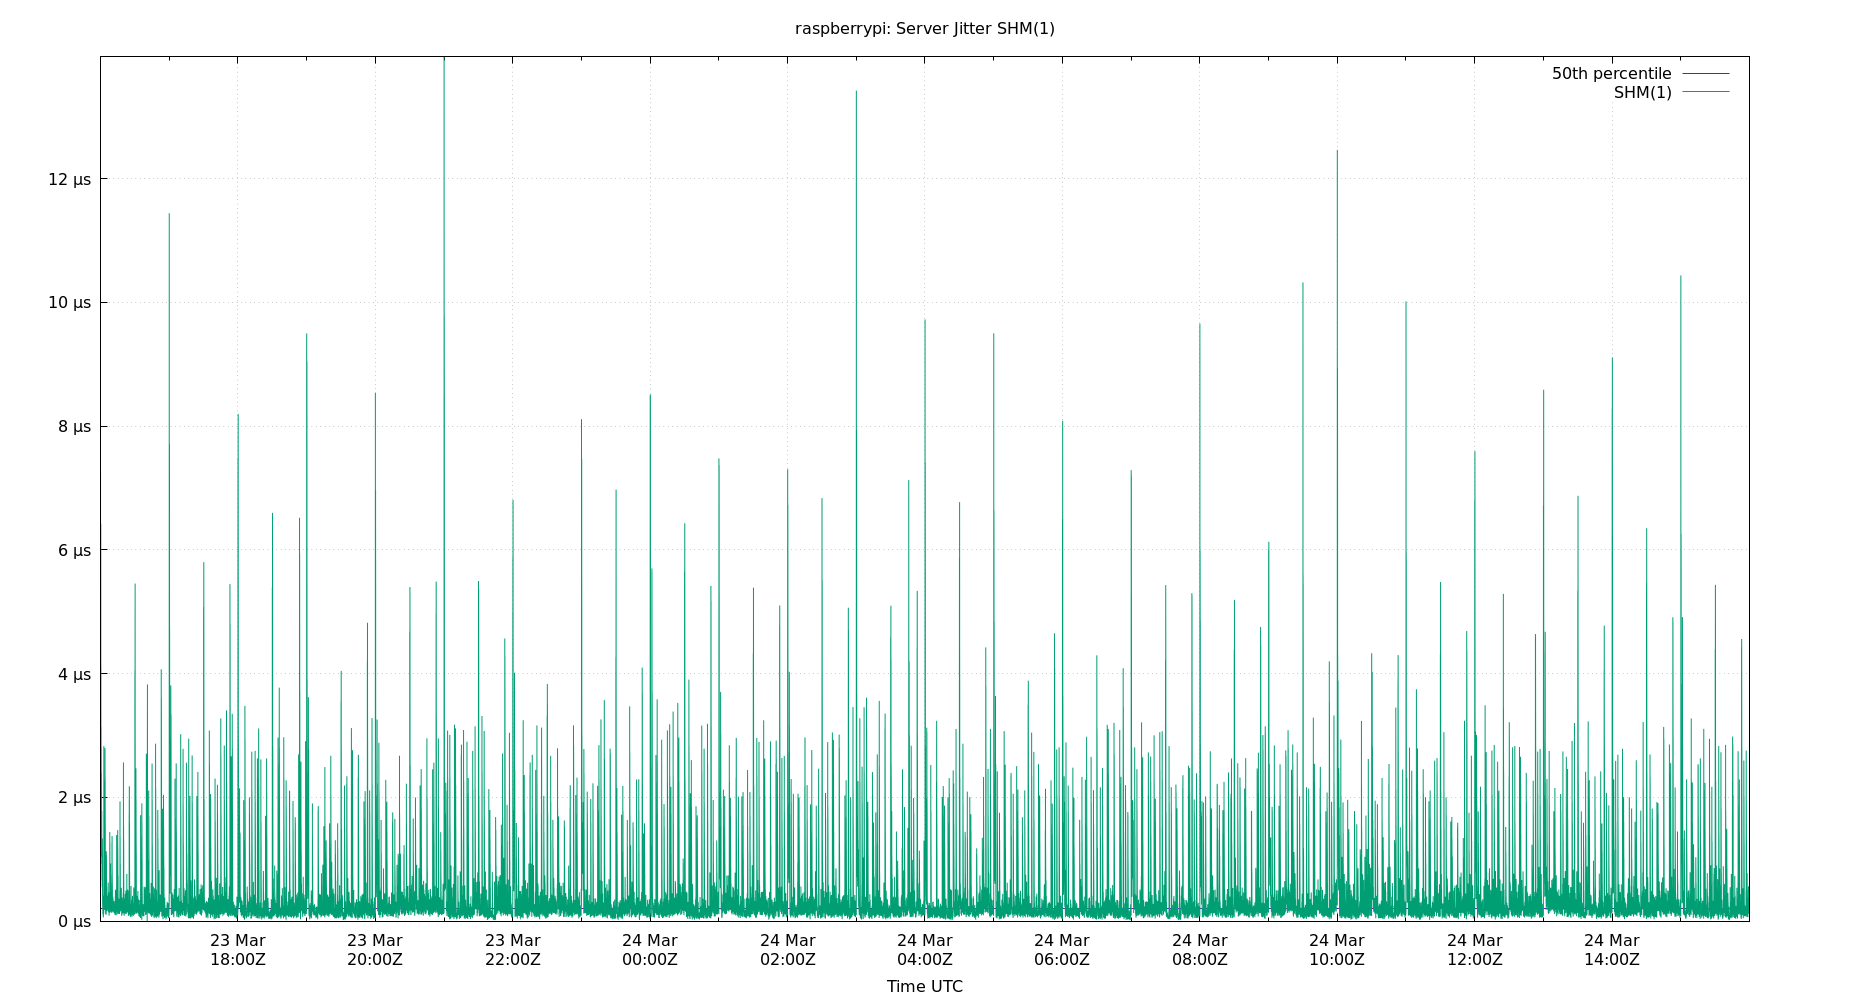 raspberrypi: Server Jitter SHM(1)
50th percentile
SHM(1)
12 µs
10 µs
8 µs
6 µs
4 µs
2 µs
0 µs
23 Mar 23 Mar 23 Mar 24 Mar 24 Mar 24 Mar 24 Mar 24 Mar 24 Mar 24 Mar 24 Mar
18:00Z 20:00Z 22:00Z 00:00Z 02:00Z 04:00Z 06:00Z 08:00Z 10:00Z 12:00Z 14:00Z
Time UTC